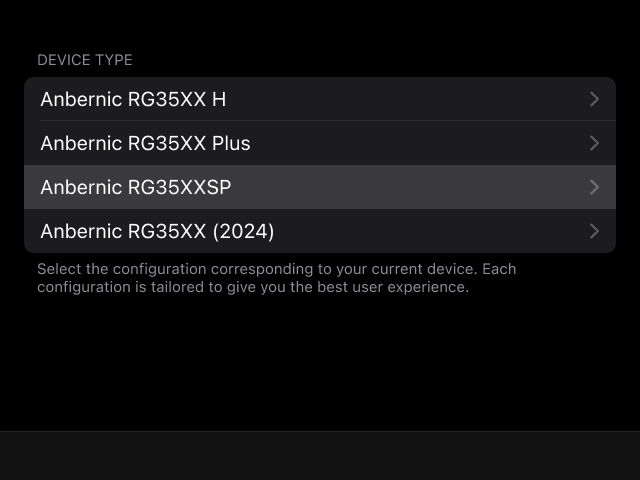 DEVICE TYPE
Anbernic RG35XX H
Anbernic RG35XX Plus
Anbernic RG35XXSP
Anbernic RG35XX (2024)
Select the configuration corresponding to your current device. Each
configuration is tailored to give you the best user experience.